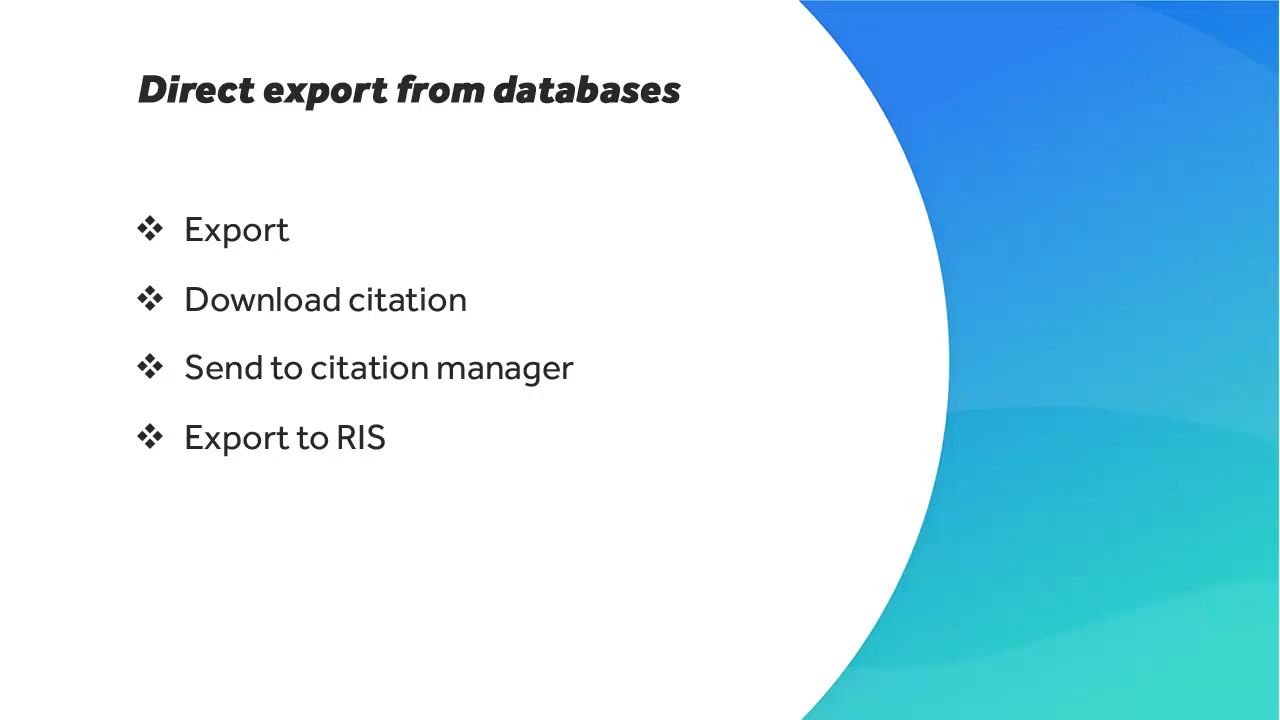 Direct export from databases
❖ Export
❖ Download citation
❖ Send to citation manager
❖ Export to RIS